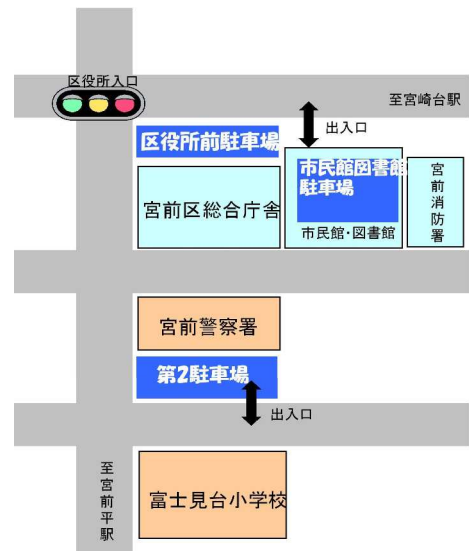 区役所入口
至宮崎台駅
出入口
区役所前駐車場
市民館図書館
駐車場
宮前区総合庁舎
市民館・図書館
宮前消防署
宮前警察署
第2駐車場
出入口
至宮前平駅
富士見台小学校